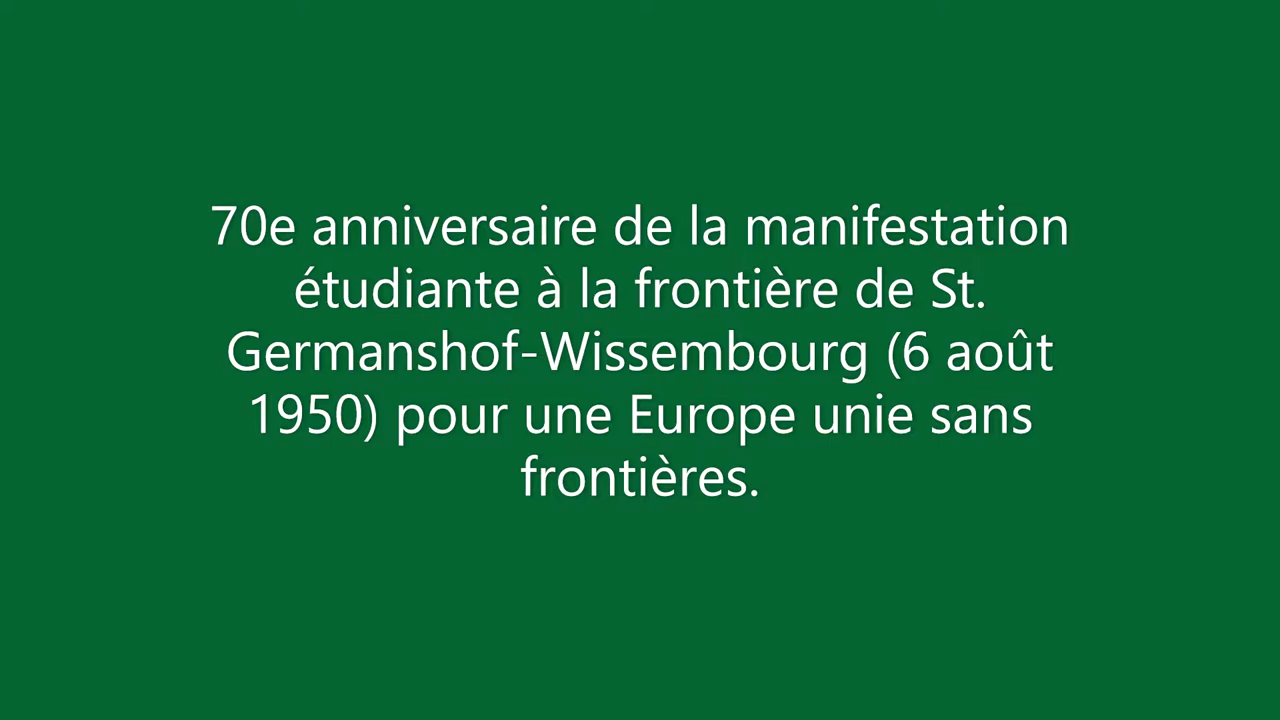 70e anniversaire de la manifestation
étudiante à la frontière de St.
Germanshof-Wissembourg (6 août
1950) pour une Europe unie sans
frontières.